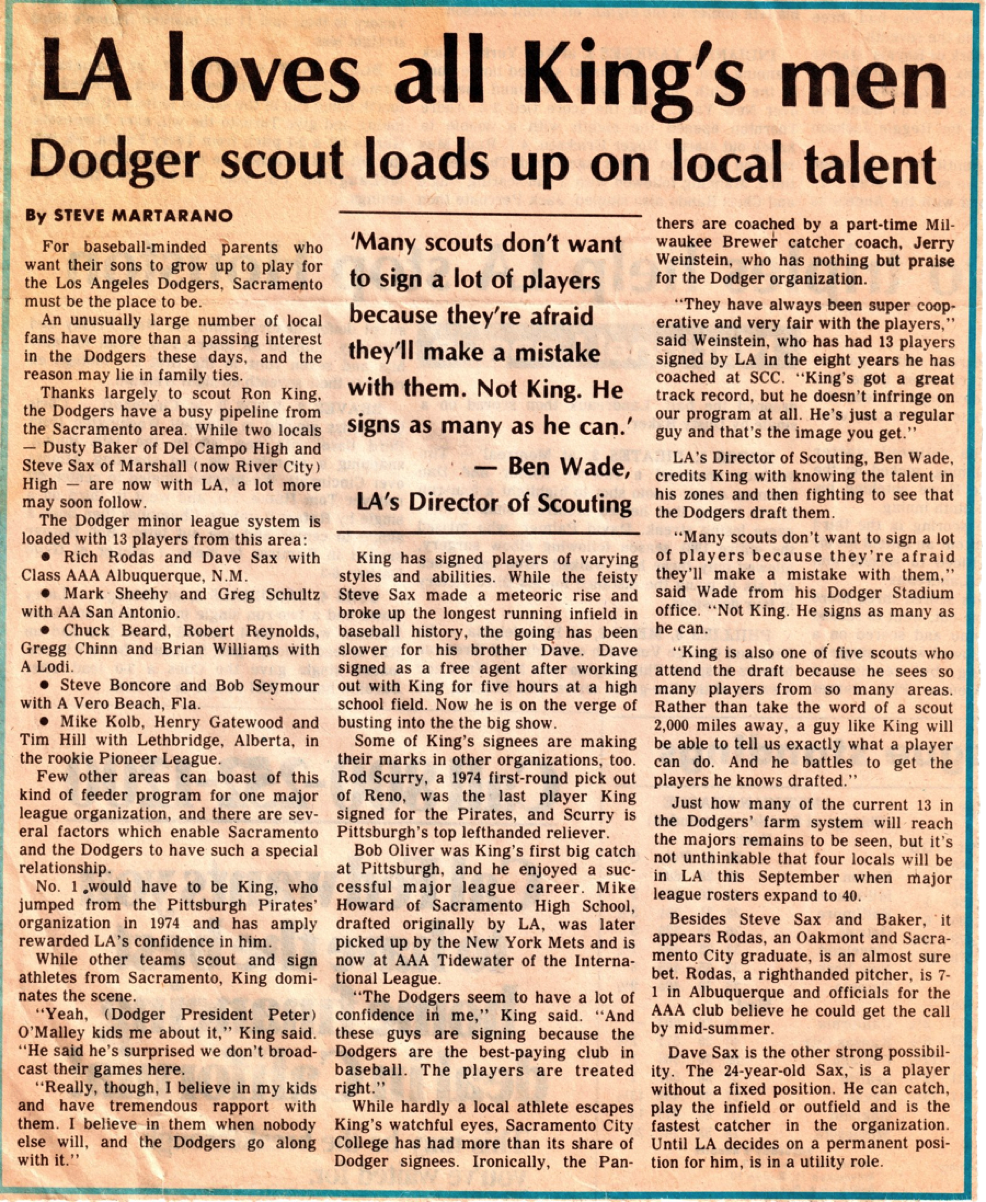 LA loves all King's men
Dodger scout loads up on local talent
By STEVE MARTARANO
For baseball-minded parents who
want their sons to grow up to play for
the Los Angeles Dodgers, Sacramento
must be the place to be.
An unusually large number of local
fans have more than a passing interest
in the Dodgers these days, and the
reason may lie in family ties.
Thanks largely to scout Ron King,
the Dodgers have a busy pipeline from
the Sacramento area. While two locals
— Dusty Baker of Del Campo High and
Steve Sax of Marshall (now River City)
High — are now with LA, a lot more
may soon follow.
The Dodger minor league system is
loaded with 13 players from this area:
● Rich Rodas and Dave Sax with
Class AAA Albuquerque, N.M.
● Mark Sheehy and Greg Schultz
with AA San Antonio.
● Chuck Beard, Robert Reynolds,
Gregg Chinn and Brian Williams with
A Lodi.
● Steve Boncore and Bob Seymour
with A Vero Beach, Fla.
● Mike Kolb, Henry Gatewood and
Tim Hill with Lethbridge, Alberta, in
the rookie Pioneer League.
Few other areas can boast of this
kind of feeder program for one major
league organization, and there are sev-
eral factors which enable Sacramento
and the Dodgers to have such a special
relationship.
No. 1 would have to be King, who
jumped from the Pittsburgh Pirates'
organization in 1974 and has amply
rewarded LA's confidence in him.
While other teams scout and sign
athletes from Sacramento, King domi-
nates the scene.
"Yeah, (Dodger President Peter)
O'Malley kids me about it," King said.
"He said he's surprised we don't broad-
cast their games here.
"Really, though, I believe in my kids
and have tremendous rapport with
them. I believe in them when nobody
else will, and the Dodgers go along
with it."
'Many scouts don't want
to sign a lot of players
because they're afraid
they'll make a mistake
with them. Not King. He
signs as many as he can.'
— Ben Wade,
LA's Director of Scouting
King has signed players of varying
styles and abilities. While the feisty
Steve Sax made a meteoric rise and
broke up the longest running infield in
baseball history, the going has been
slower for his brother Dave. Dave
signed as a free agent after working
out with King for five hours at a high
school field. Now he is on the verge of
busting into the the big show.
Some of King's signees are making
their marks in other organizations, too.
Rod Scurry, a 1974 first-round pick out
of Reno, was the last player King
signed for the Pirates, and Scurry is
Pittsburgh's top lefthanded reliever.
Bob Oliver was King's first big catch
at Pittsburgh, and he enjoyed a suc-
cessful major league career. Mike
Howard of Sacramento High School,
drafted originally by LA, was later
picked up by the New York Mets and is
now at AAA Tidewater of the Interna-
tional League.
"The Dodgers seem to have a lot of
confidence in me," King said. "And
these guys are signing because the
Dodgers are the best-paying club in
baseball. The players are treated
right."
While hardly a local athlete escapes
King's watchful eyes, Sacramento City
College has had more than its share of
Dodger signees. Ironically, the Pan-
thers are coached by a part-time Mil-
waukee Brewer catcher coach, Jerry
Weinstein, who has nothing but praise
for the Dodger organization.
"They have always been super coop-
erative and very fair with the players,"
said Weinstein, who has had 13 players
signed by LA in the eight years he has
coached at SCC. "King's got a great
track record, but he doesn't infringe on
our program at all. He's just a regular
guy and that's the image you get."
LA's Director of Scouting, Ben Wade,
credits King with knowing the talent in
his zones and then fighting to see that
the Dodgers draft them.
"Many scouts don't want to sign a lot
of players because they're afraid
they'll make a mistake with them,"
said Wade from his Dodger Stadium
office. "Not King. He signs as many as
he can.
"King is also one of five scouts who
attend the draft because he sees so
many players from so many areas.
Rather than take the word of a scout
2,000 miles away, a guy like King will
be able to tell us exactly what a player
can do. And he battles to get the
players he knows drafted."
Just how many of the current 13 in
the Dodgers' farm system will reach
the majors remains to be seen, but it's
not unthinkable that four locals will be
in LA this September when major
league rosters expand to 40.
Besides Steve Sax and Baker, it
appears Rodas, an Oakmont and Sacra-
mento City graduate, is an almost sure
bet. Rodas, a righthanded pitcher, is 7-
1 in Albuquerque and officials for the
AAA club believe he could get the call
by mid-summer.
Dave Sax is the other strong possibil-
ity. The 24-year-old Sax, is a player
without a fixed position. He can catch,
play the infield or outfield and is the
fastest catcher in the organization.
Until LA decides on a permanent posi-
tion for him, is in a utility role.